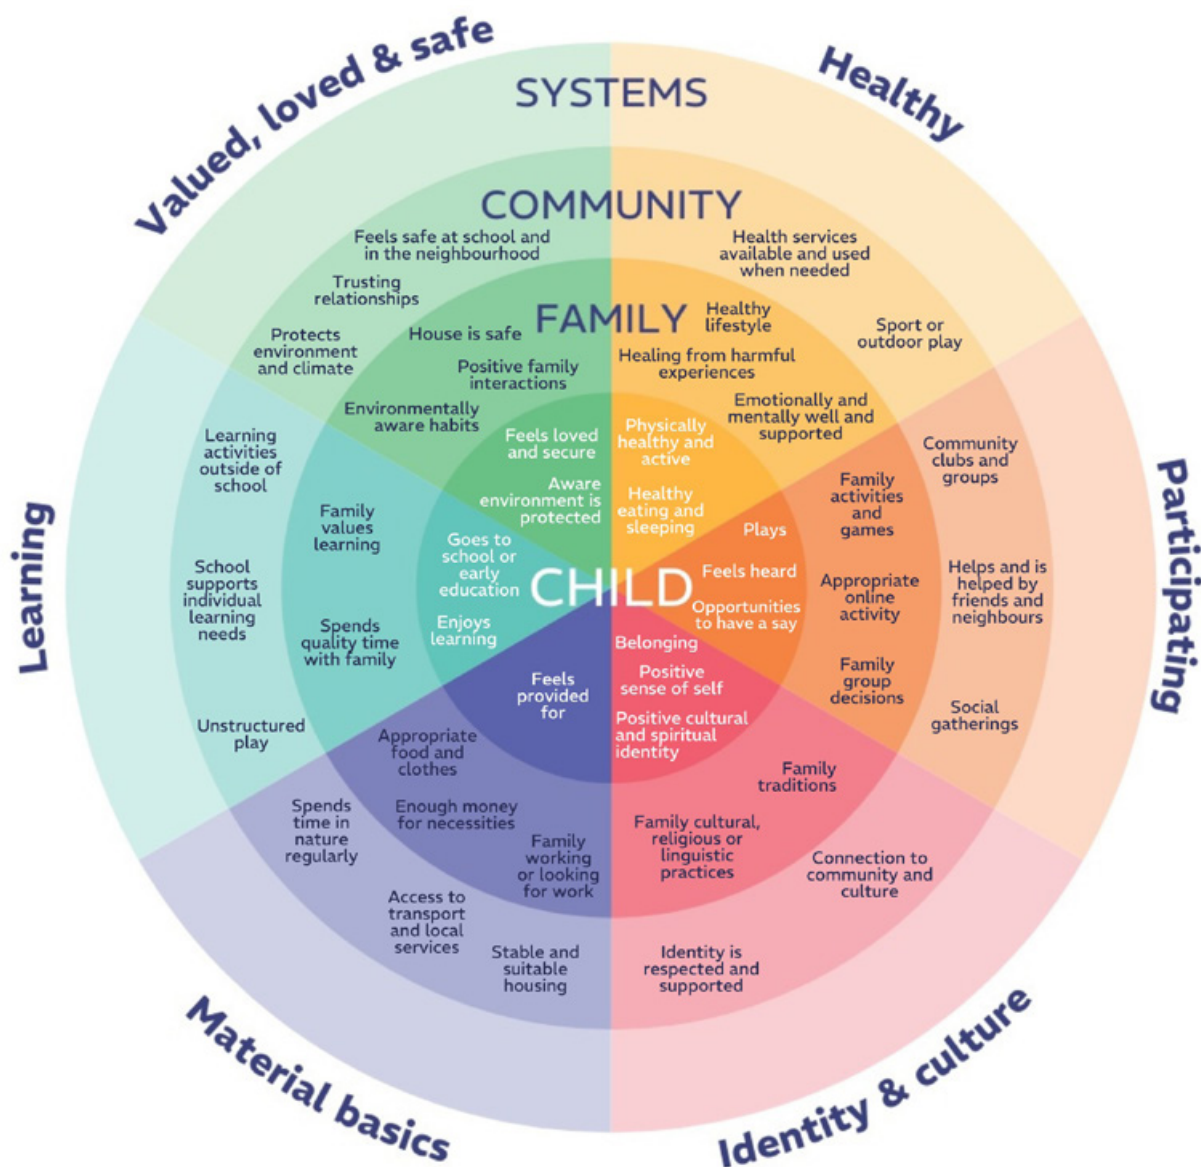 Valued, loved & safe
Healthy
SYSTEMS
COMMUNITY
Feels safe at school and
in the neighbourhood
Trusting
relationships
Protects
environment
and climate
Health services
available and used
when needed
Sport or
outdoor play
FAMILY
House is safe
Positive family
interactions
Environmentally
aware habits
Healthy
lifestyle
Healing from harmful
experiences
Emotionally and
mentally well and
supported
Feels loved
and secure
Aware
environment is
protected
Physically
healthy and
active
Healthy
eating and
sleeping
Learning
Learning
activities
outside of
school
School
supports
individual
learning
needs
Unstructured
play
Family
values
learning
Spends
quality time
with family
Goes to
school or
early
education
Enjoys
learning
CHILD
Plays
Feels heard
Opportunities
to have a say
Family
activities
and
games
Appropriate
online
activity
Family
group
decisions
Community
clubs and
groups
Helps and is
helped by
friends and
neighbours
Social
gatherings
Participating
Feels
provided
for
Appropriate
food and
clothes
Enough money
for necessities
Family
working
or looking
for work
Spends
time in
nature
regularly
Access to
transport
and local
services
Stable and
suitable
housing
Material basics
Belonging
Positive
sense of self
Positive cultural
and spiritual
identity
Family
traditions
Family cultural,
religious or
linguistic
practices
Connection to
community and
culture
Identity is
respected and
supported
Identity & culture